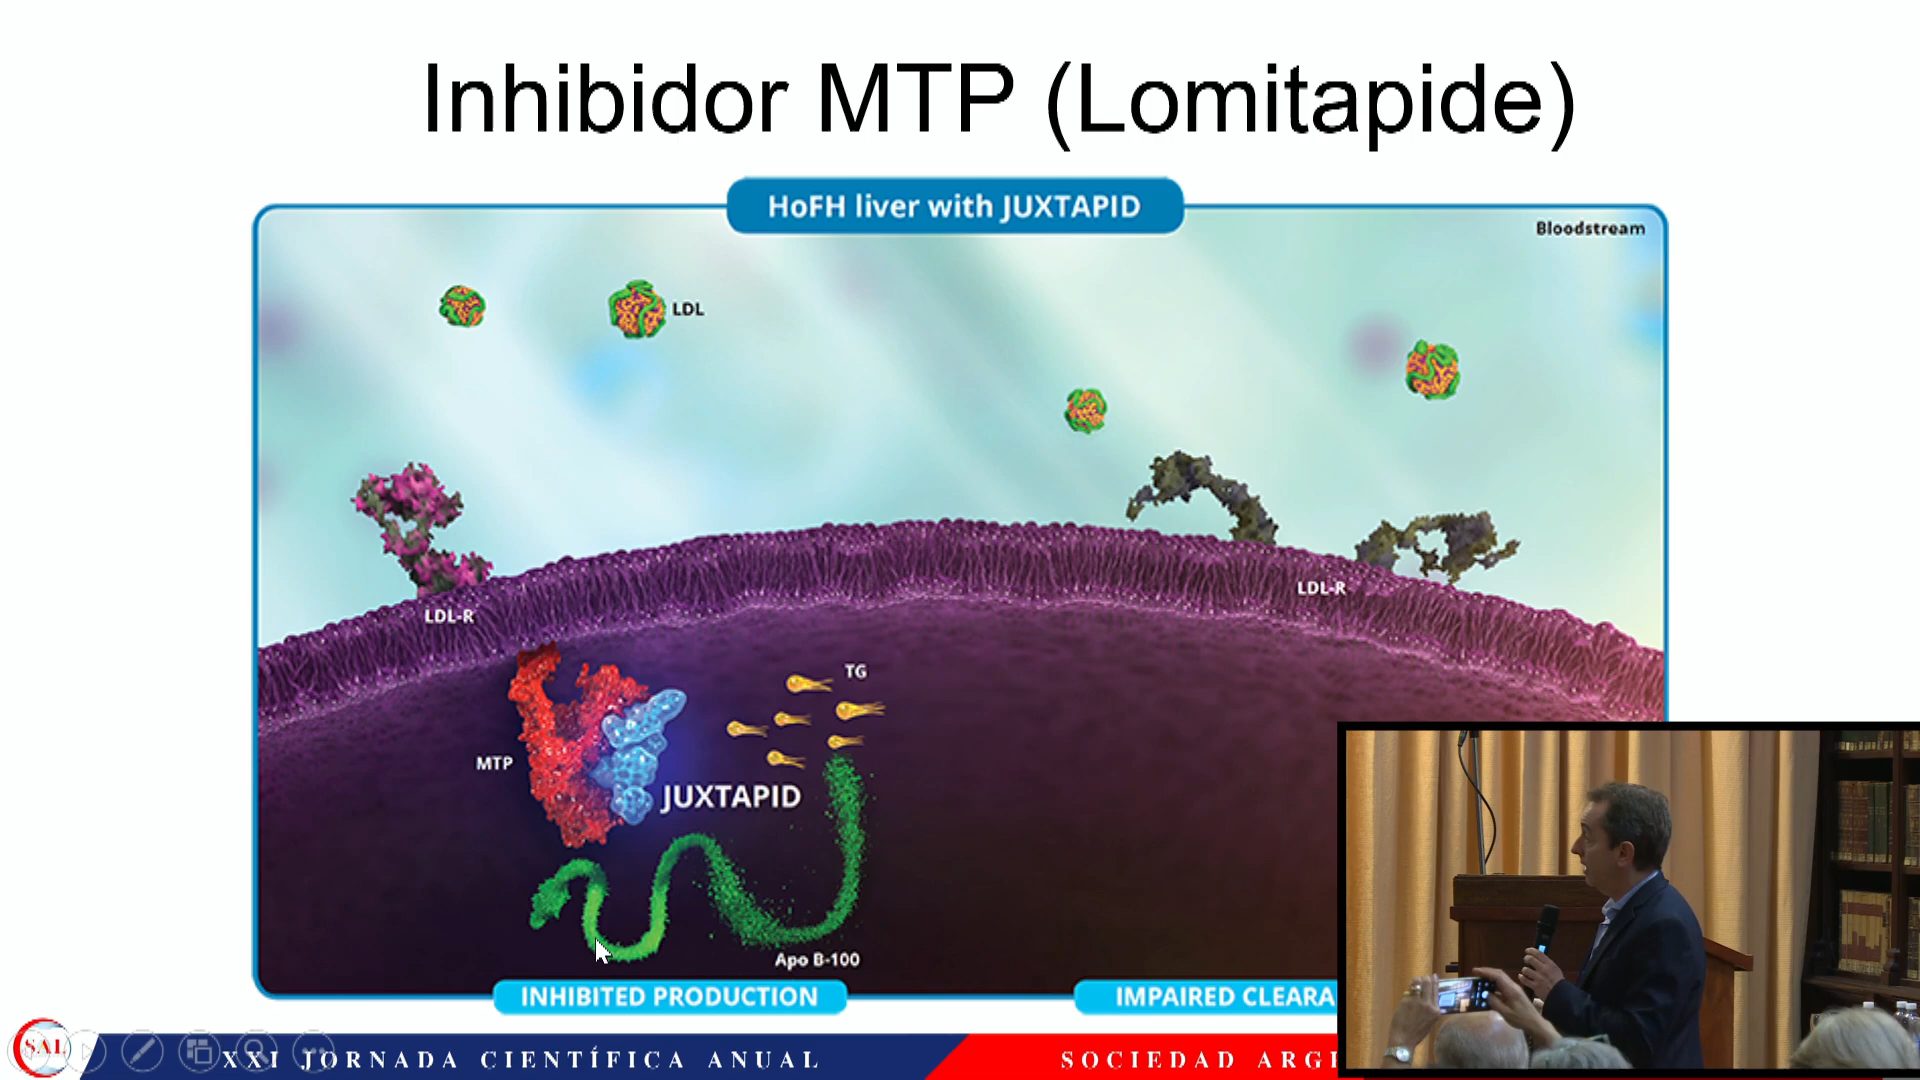 Inhibidor MTP (Lomitapide)
HoFH liver with JUXTAPID
Bloodstream
LDL
LDL-R
LDL-R
TG
MTP
JUXTAPID
Apo B-100
INHIBITED PRODUCTION
IMPAIRED CLEARA
SAL
XXI JORNADA CIENTÍFICA ANUAL
SOCIEDAD ARGE